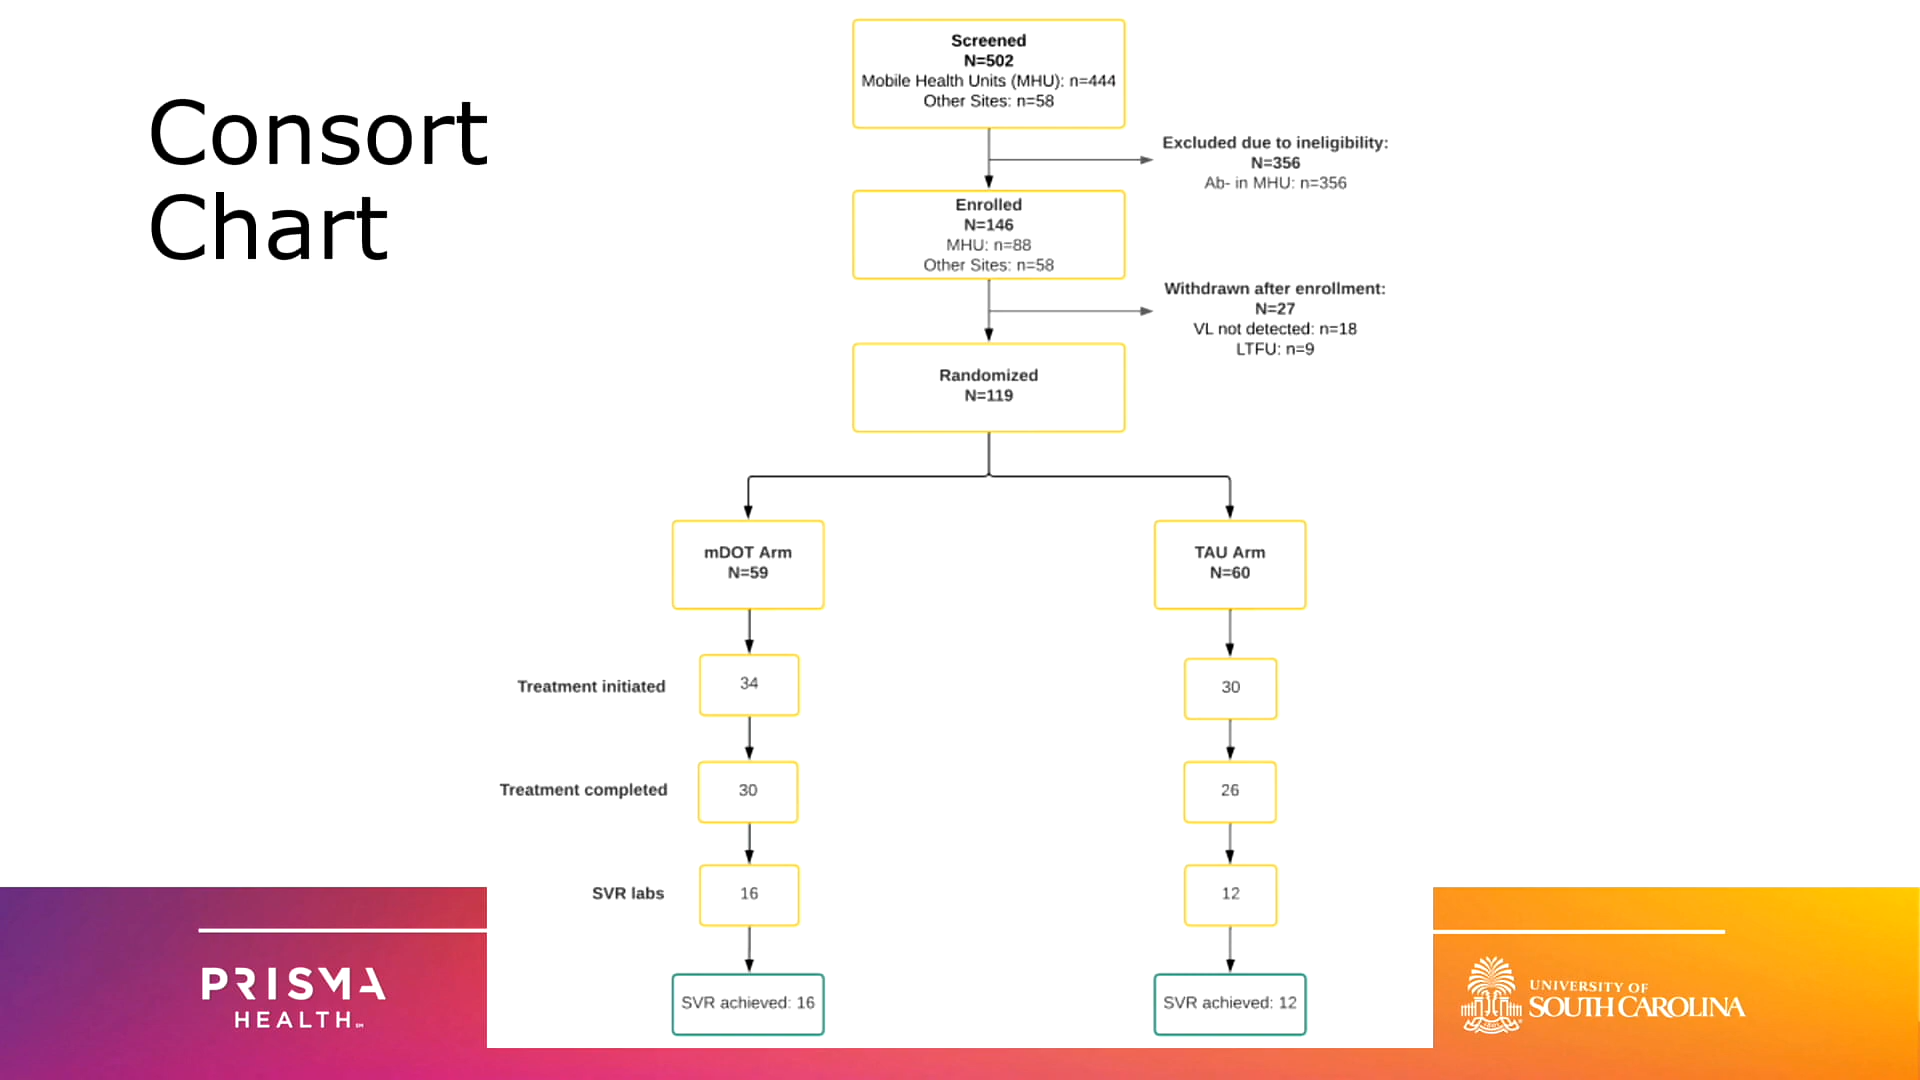 Consort
Chart
Screened
N=502
Mobile Health Units (MHU): n=444
Other Sites: n=58
Excluded due to ineligibility:
N=356
Ab- in MHU: n=356
Enrolled
N=146
MHU: n=88
Other Sites: n=58
Withdrawn after enrollment:
N=27
VL not detected: n=18
LTFU: n=9
Randomized
N=119
mDOT Arm
N=59
TAU Arm
N=60
Treatment initiated
34
30
Treatment completed
30
26
SVR labs
16
12
SVR achieved: 16
SVR achieved: 12
PRISMA
HEALTH
UNIVERSITY OF
SOUTH CAROLINA